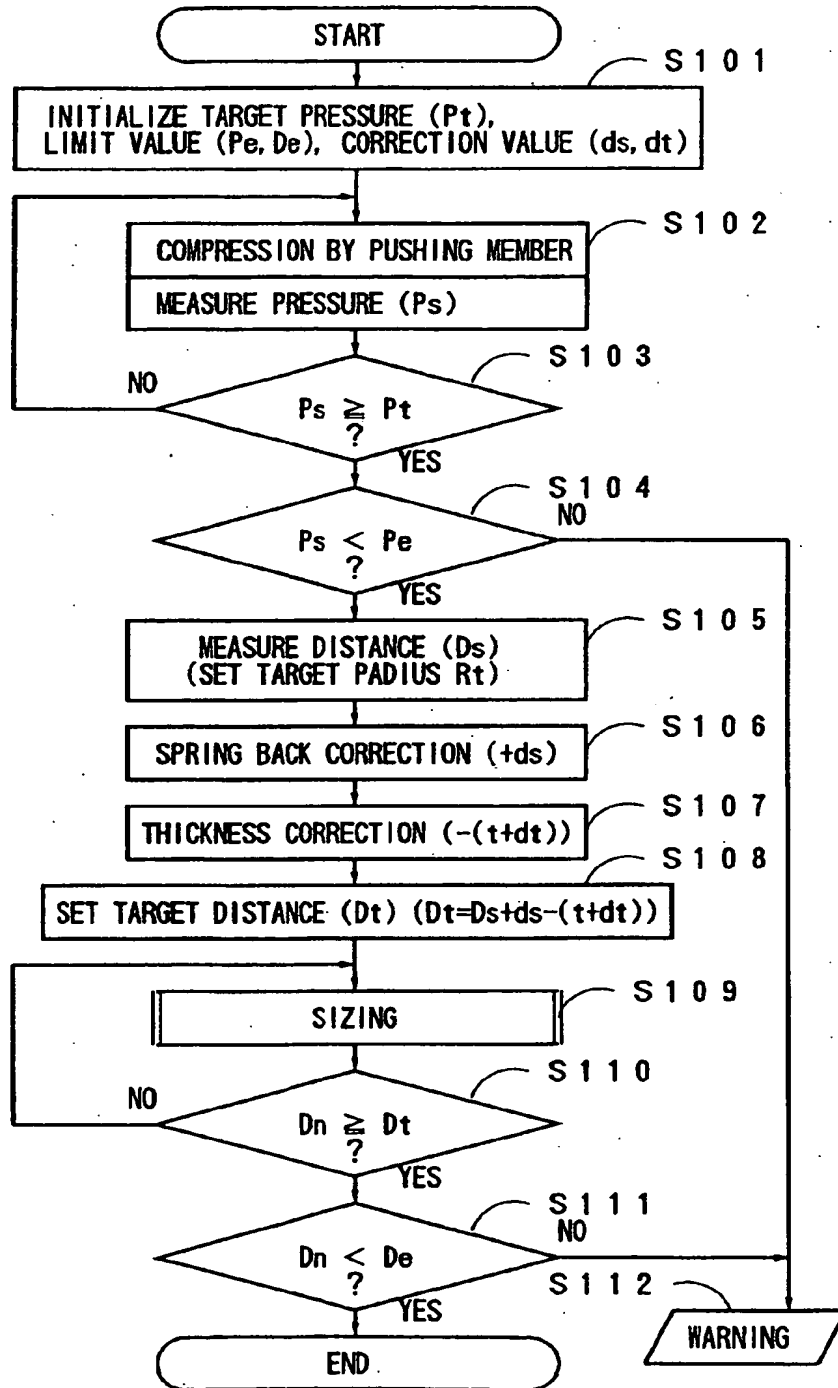 START
S101
INITIALIZE TARGET PRESSURE (Pt),
LIMIT VALUE (Pe, De), CORRECTION VALUE (ds, dt)
S102
COMPRESSION BY PUSHING MEMBER
MEASURE PRESSURE (Ps)
S103
NO
Ps ≧ Pt
?
YES
S104
NO
Ps < Pe
?
YES
S105
MEASURE DISTANCE (Ds)
(SET TARGET PADIUS Rt)
S106
SPRING BACK CORRECTION (+ds)
S107
THICKNESS CORRECTION (-(t+dt))
S108
SET TARGET DISTANCE (Dt) (Dt=Ds+ds-(t+dt))
S109
SIZING
S110
NO
Dn ≧ Dt
?
YES
S111
NO
Dn < De
?
YES
S112
WARNING
END